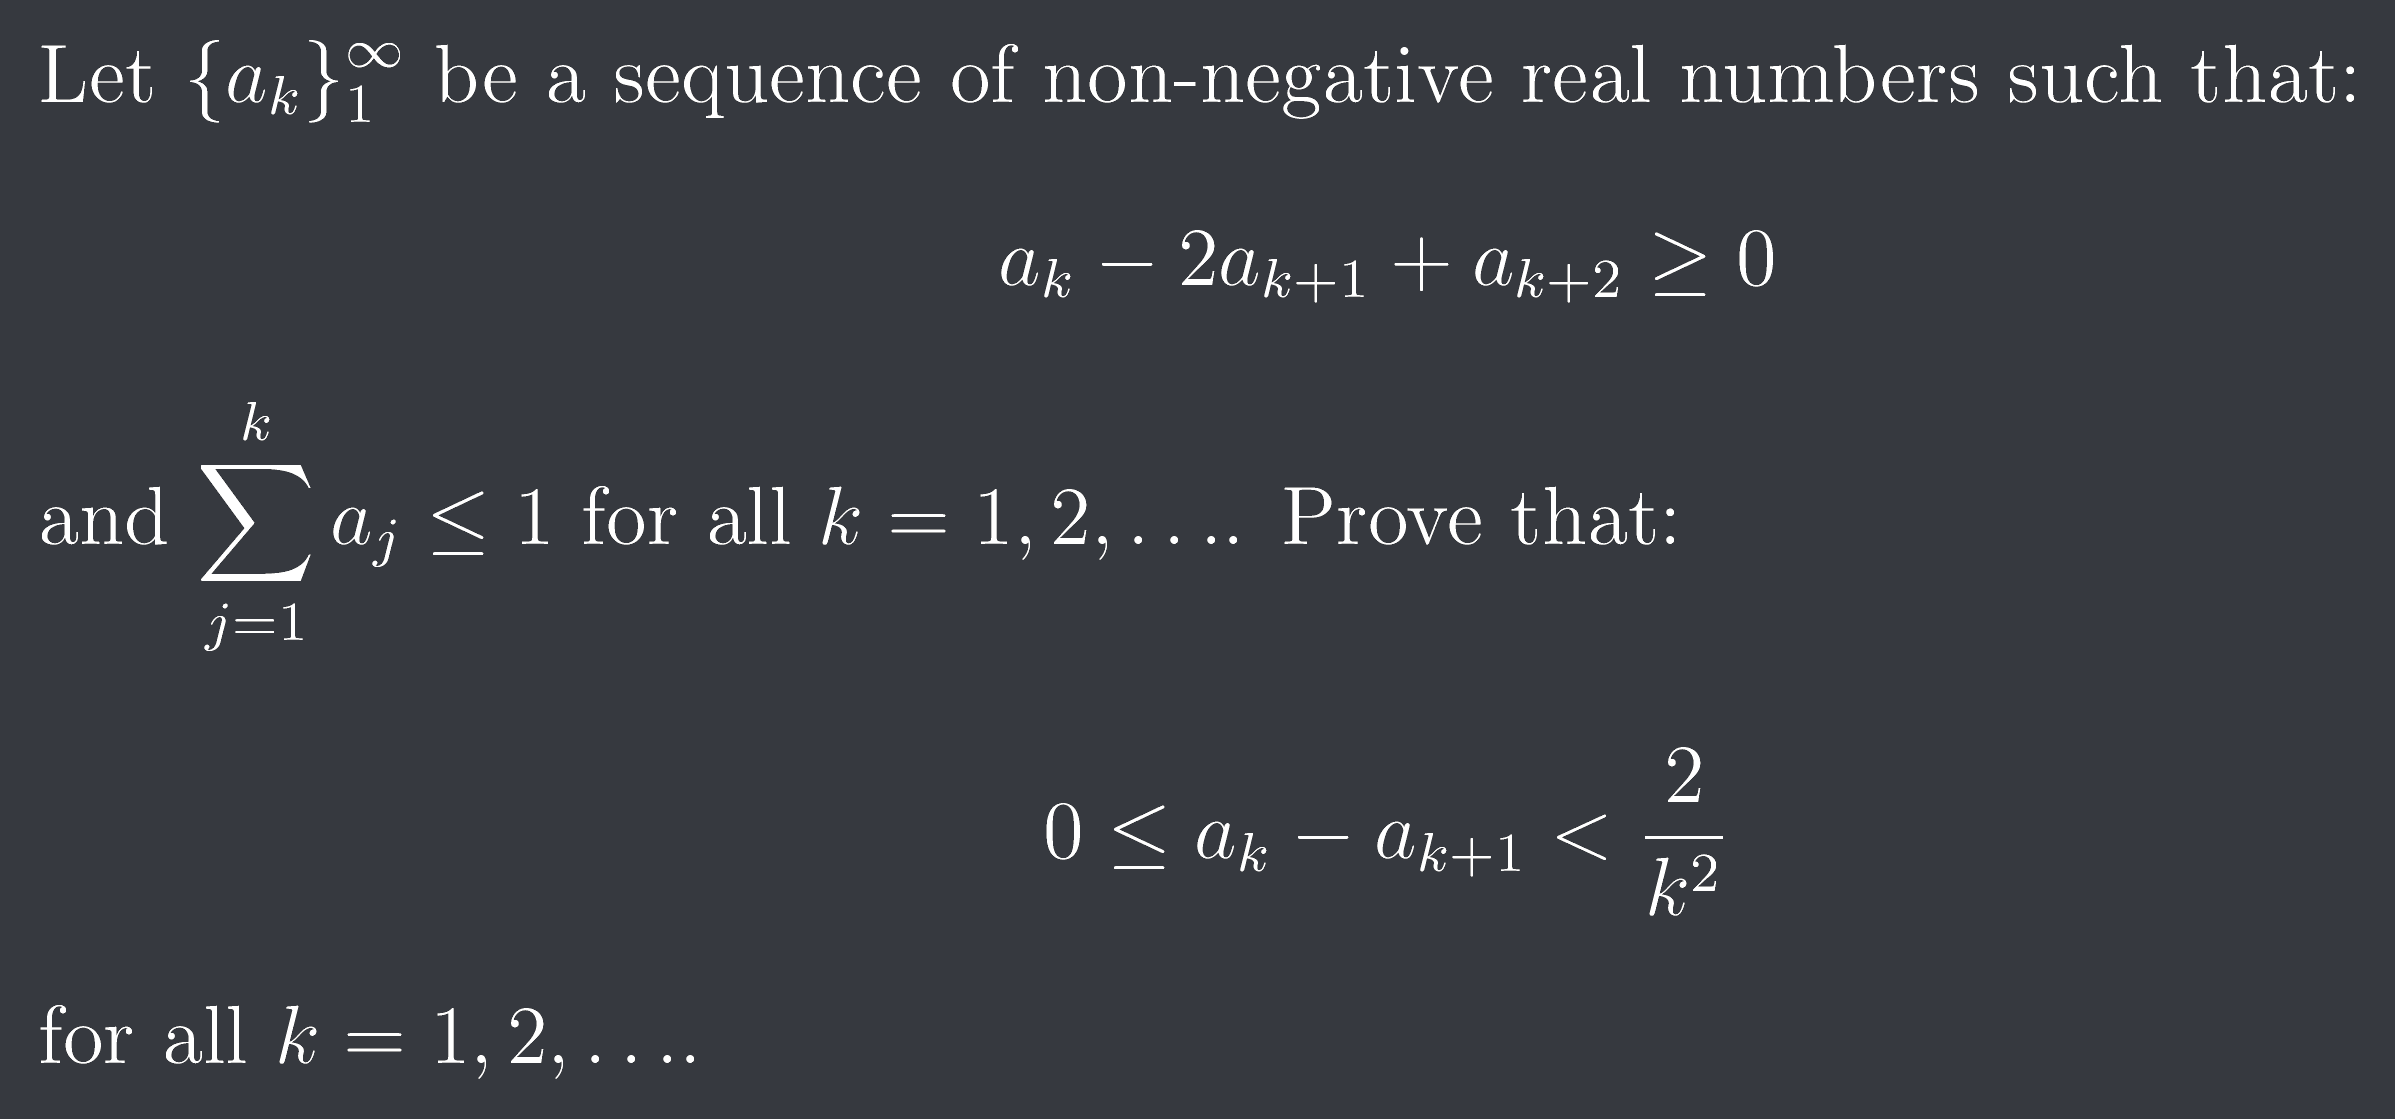 Let $\{a_k\}_1^\infty$ be a sequence of non-negative real numbers such that:
$$a_k - 2a_{k+1} + a_{k+2} \geq 0$$
and $\displaystyle\sum_{j=1}^{k} a_j \leq 1$ for all $k = 1, 2, \ldots.$ Prove that:
$$0 \leq a_k - a_{k+1} < \frac{2}{k^2}$$
for all $k = 1, 2, \ldots.$